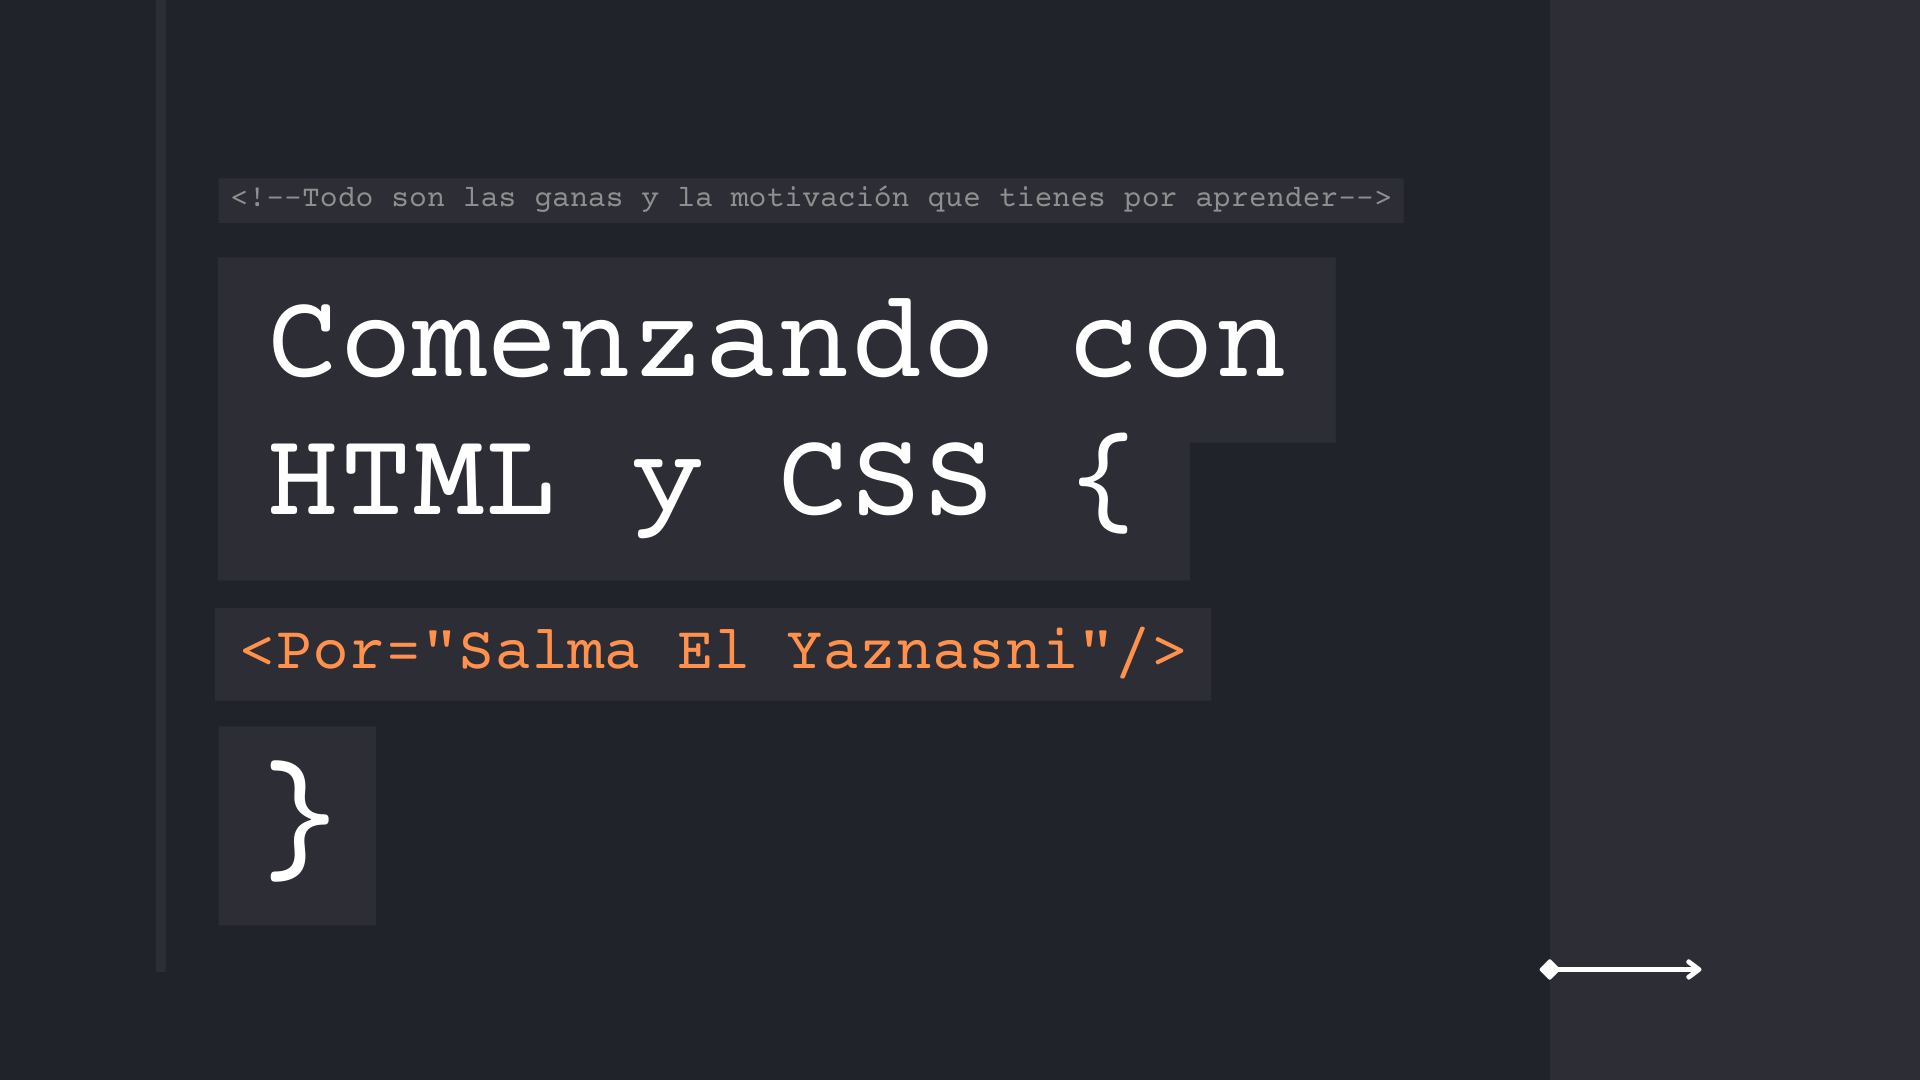 <!--Todo son las ganas y la motivación que tienes por aprender-->
Comenzando con
HTML y CSS {
<Por="Salma El Yaznasni"/>
}